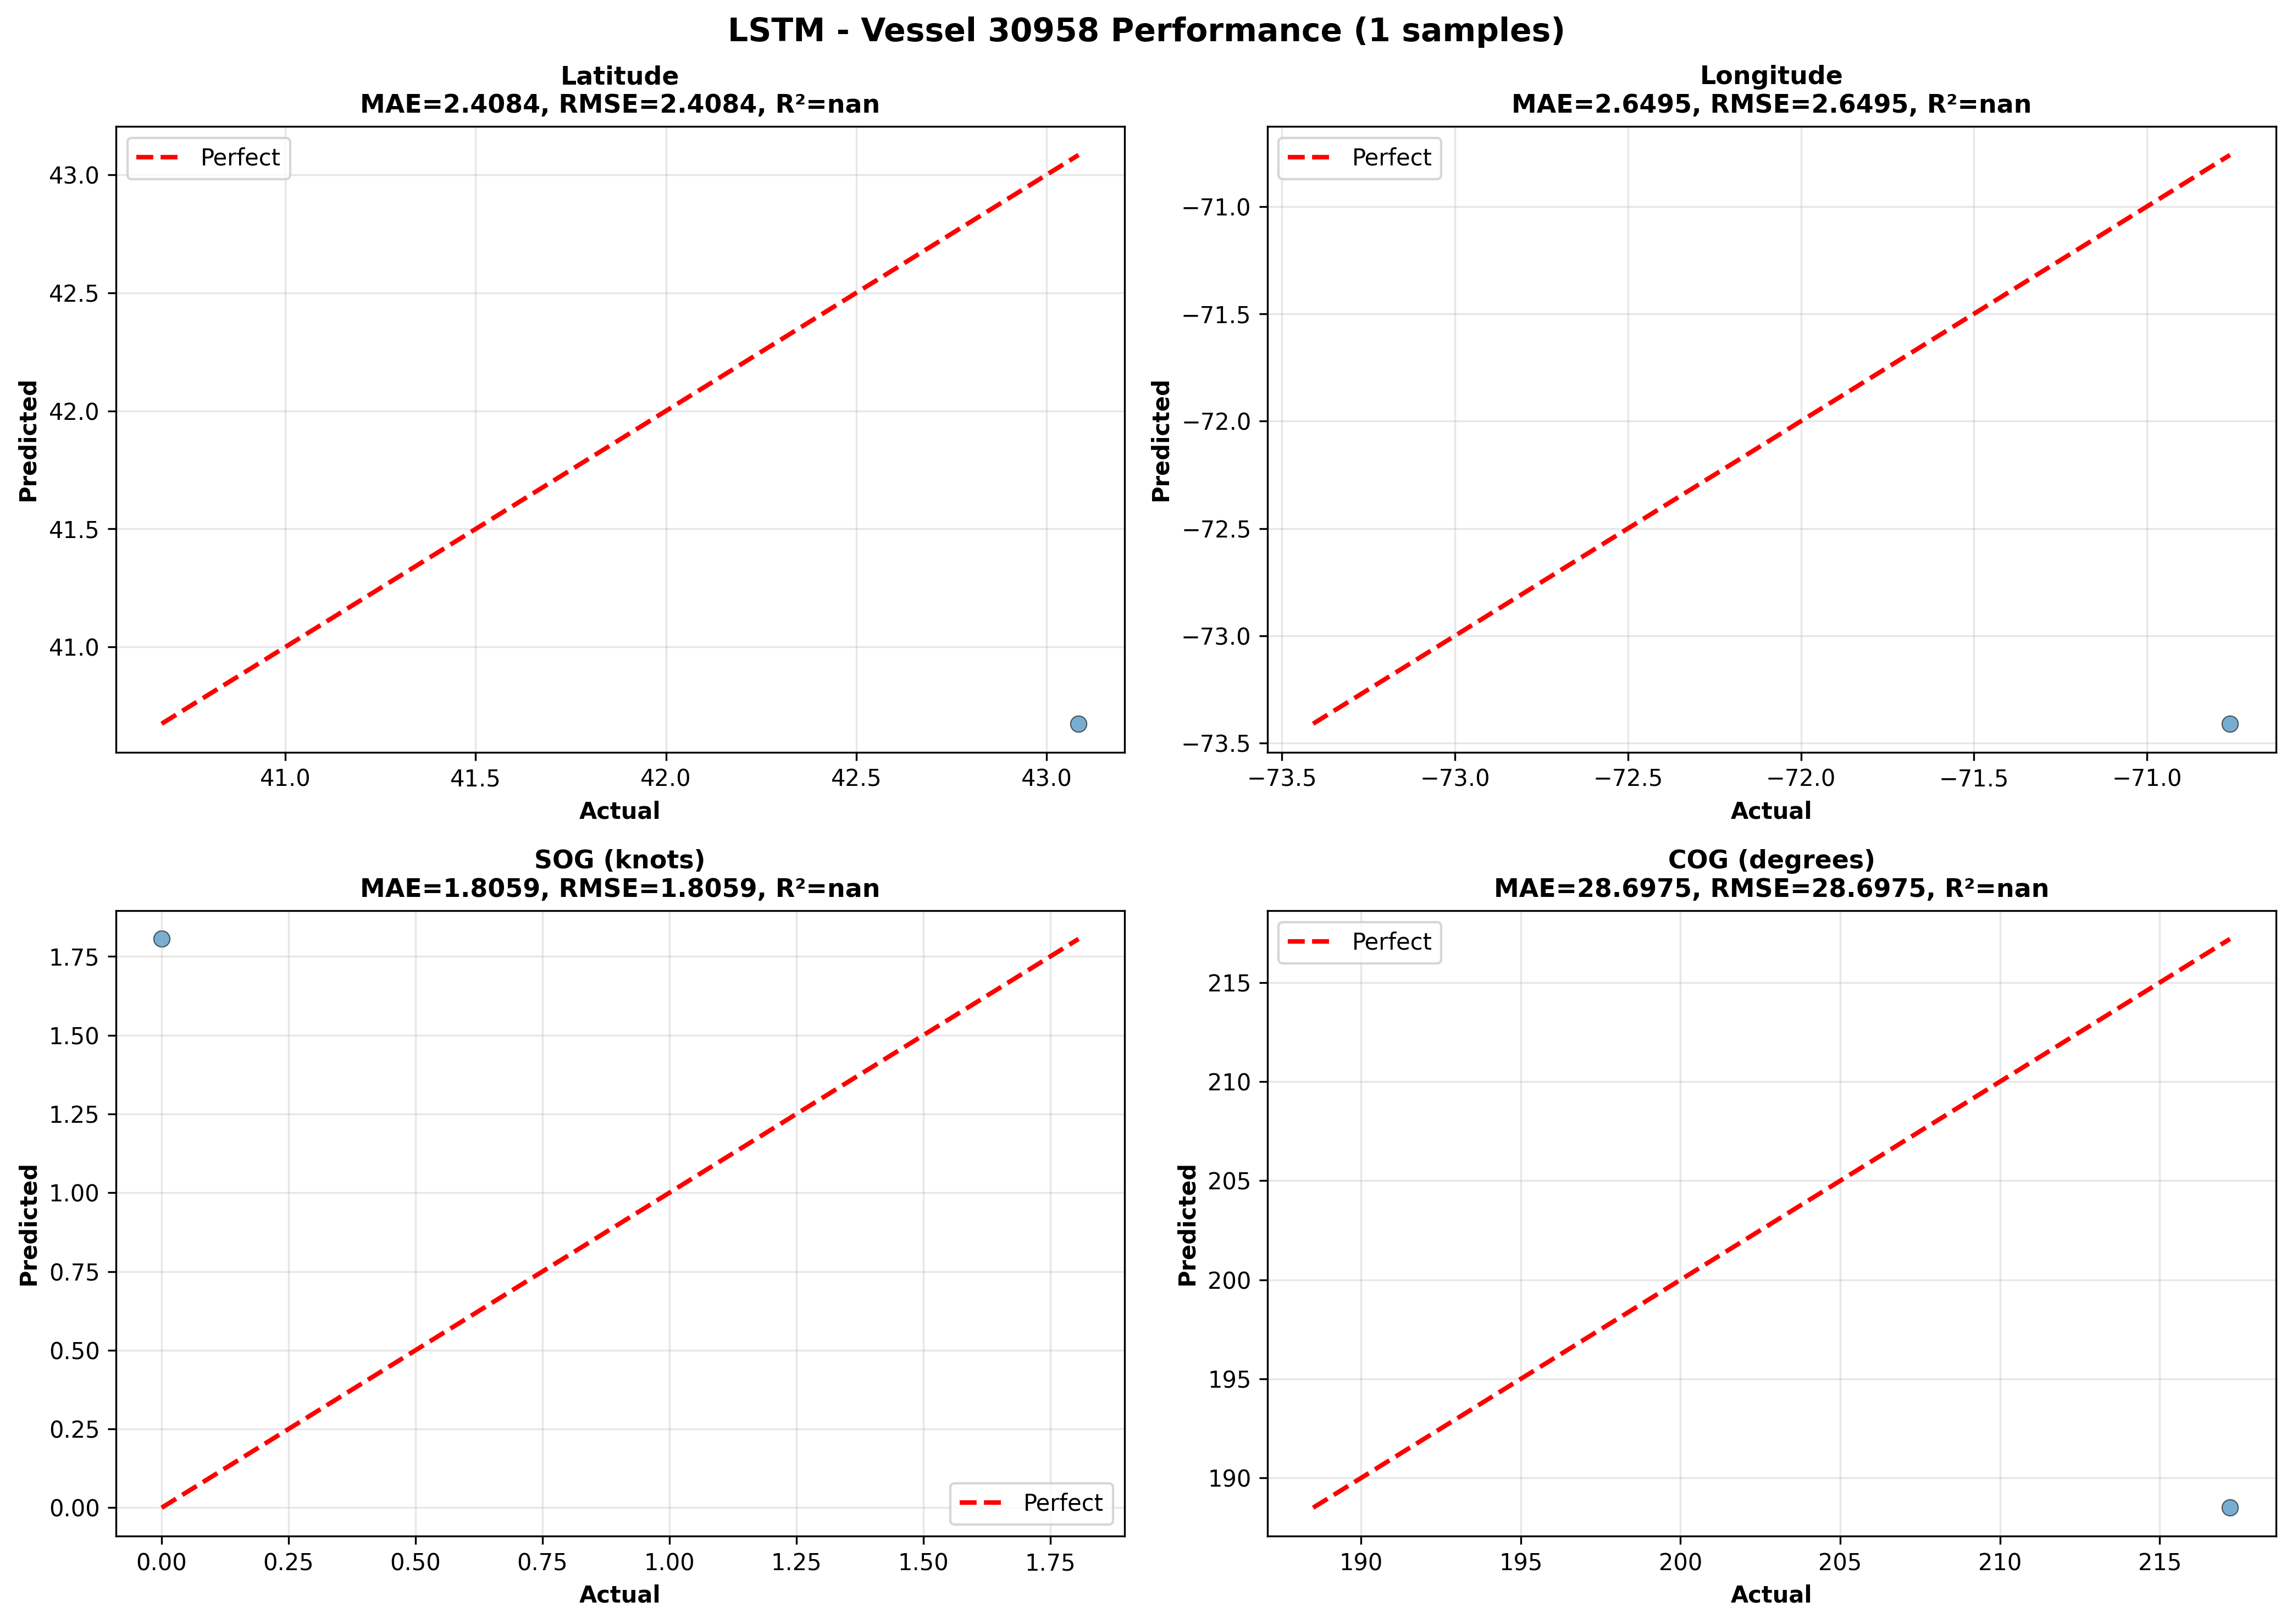 LSTM - Vessel 30958 Performance (1 samples)
Latitude
MAE=2.4084, RMSE=2.4084, R²=nan
Perfect
43.0
42.5
42.0
41.5
41.0
Predicted
41.0 41.5 42.0 42.5 43.0
Actual
Longitude
MAE=2.6495, RMSE=2.6495, R²=nan
Perfect
−71.0
−71.5
−72.0
−72.5
−73.0
−73.5
Predicted
−73.5 −73.0 −72.5 −72.0 −71.5 −71.0
Actual
SOG (knots)
MAE=1.8059, RMSE=1.8059, R²=nan
1.75
1.50
1.25
1.00
0.75
0.50
0.25
0.00
Predicted
Perfect
0.00 0.25 0.50 0.75 1.00 1.25 1.50 1.75
Actual
COG (degrees)
MAE=28.6975, RMSE=28.6975, R²=nan
Perfect
215
210
205
200
195
190
Predicted
190 195 200 205 210 215
Actual